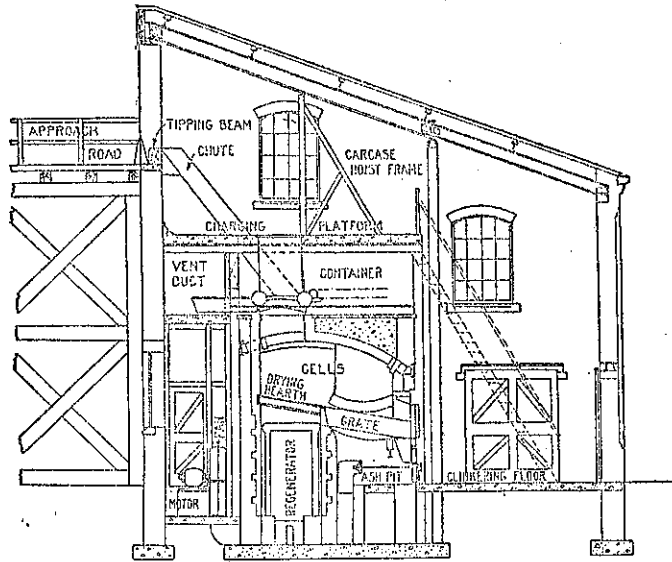 APPROACH
ROAD
TIPPING BEAM
CHUTE
CARCASE
HOIST FRAME
CHARGING PLATFORM
VENT
DUCT
CONTAINER
CELLS
DRYING
HEARTH
GRATE
REGENERATOR
ASH PIT
CLINKERING FLOOR
MOTOR